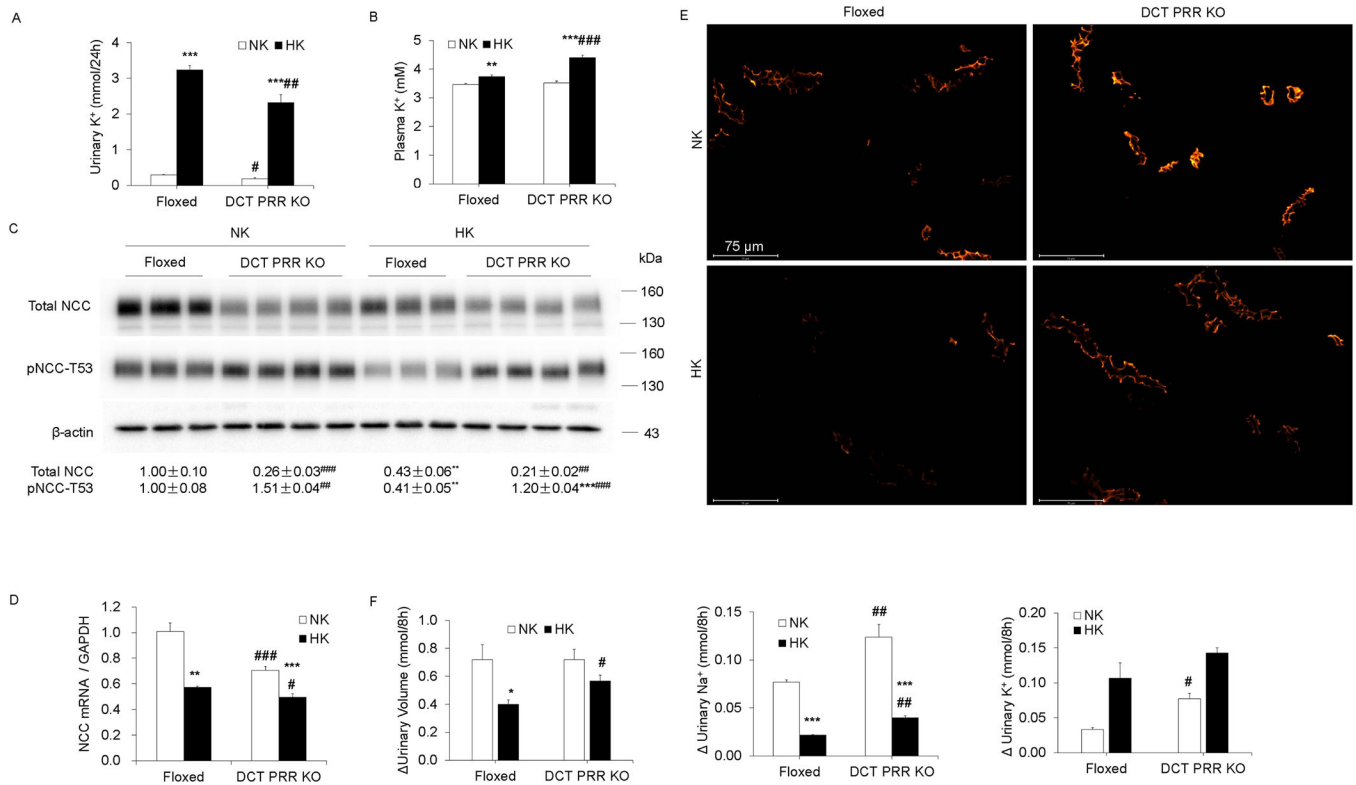 A
Urinary K⁺ (mmol/24h)
4
3
2
1
0
NK HK
***
#
***##
Floxed DCT PRR KO
B
Plasma K⁺ (mM)
5
4
3
2
1
0
NK HK
**
***###
Floxed DCT PRR KO
C
NK HK
Floxed DCT PRR KO Floxed DCT PRR KO kDa
Total NCC
160
130
pNCC-T53
160
130
β-actin
43
Total NCC 1.00±0.10 0.26±0.03### 0.43±0.06** 0.21±0.02##
pNCC-T53 1.00±0.08 1.51±0.04## 0.41±0.05** 1.20±0.04***###
E
Floxed DCT PRR KO
NK
75 µm
HK
D
NCC mRNA / GAPDH
1.2
1.0
0.8
0.6
0.4
0.2
0.0
NK
HK
**
###
***
#
Floxed DCT PRR KO
F
ΔUrinary Volume (mmol/8h)
1.0
0.8
0.6
0.4
0.2
0.0
NK HK
*
#
Floxed DCT PRR KO
Δ Urinary Na⁺ (mmol/8h)
0.15
0.10
0.05
0.00
NK
HK
***
##
***
##
Floxed DCT PRR KO
Δ Urinary K⁺ (mmol/8h)
0.20
0.15
0.10
0.05
0.00
NK
HK
#
Floxed DCT PRR KO